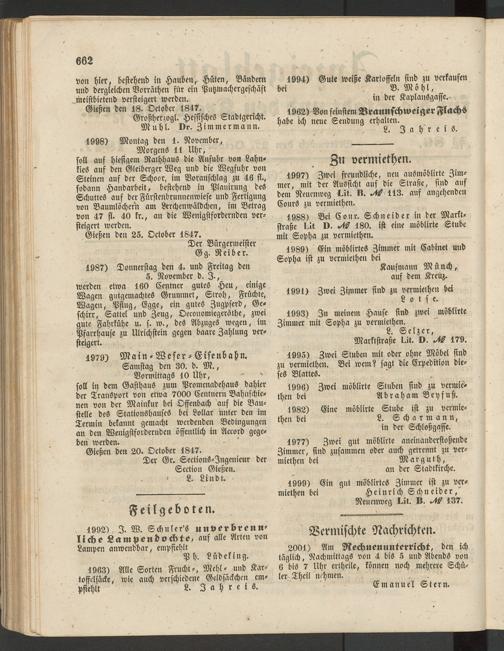 662
von hier, bestehend in Hauben, Hüten, Bändern
und dergleichen Vorräthen für ein Putzmachergeschäft
meistbietend versteigert werden.
Gießen den 18. October 1847.
Großherzogl. Hessisches Stadtgericht.
Muhl. Dr. Zimmermann.
1998) Montag den 1. November,
Morgens 11 Uhr,
soll auf hiesigem Rathhaus die Anfuhr von Lahn-
kies auf den Gleiberger Weg und die Wegfuhr von
Steinen auf der Schoor, im Voranschlag zu 46 fl.,
sodann Handarbeit, bestehend in Planirung des
Schuttes auf der Fürstenbrunnenwiese und Fertigung
von Baumlöchern am Lerchenwäldchen, im Betrag
von 47 fl. 40 kr., an die Wenigstfordernden ver-
steigert werden.
Gießen den 25. October 1847.
Der Bürgermeister
Gg. Reiber.
1987) Donnerstag den 4. und Freitag den
5. November d. J.,
werden etwa 160 Centner gutes Heu, einige
Wagen gutgemachtes Grummet, Stroh, Früchte,
Wagen, Pflug, Egge, ein gutes Zugpferd, Ge-
schirr, Sattel und Zeug, Oeconomiegeräthe, zwei
gute Fahrkühe u. s. w., des Abzuges wegen, im
Pfarrhause zu Ulrichstein gegen baare Zahlung ver-
steigert.
1979) Main-Weser-Eisenbahn.
Samstag den 30. d. M.,
Vormittags 10 Uhr,
soll in dem Gasthaus zum Promenadehaus dahier
der Transport von etwa 7000 Centnern Bahnschie-
nen von der Mainkur bei Offenbach auf die Bau-
stelle des Stationshauses bei Lollar unter den im
Termin bekannt gemacht werdenden Bedingungen
an den Wenigstfordernden öffentlich in Accord gege-
ben werden.
Gießen den 20. October 1847.
Der Gr. Sections-Ingenieur der
Section Gießen.
L. Lindt.
Feilgeboten.
1992) J. W. Schuler's unverbrenn-
liche Lampendochte, auf alle Arten von
Lampen anwendbar, empfiehlt
Ph. Lüdeking.
1963) Alle Sorten Frucht-, Mehl- und Kar-
toffelsäcke, wie auch verschiedene Geldsäckchen em-
pfiehlt L. Jahreis.
1994) Gute weiße Kartoffeln sind zu verkaufen
bei B. Möhl,
in der Kaplansgasse.
1962) Von feinstem Braunschweiger Flachs
habe ich neue Sendung erhalten.
L. Jahreis.
Zu vermiethen.
1997) Zwei freundliche, neu ausmöblirte Zim-
mer, mit der Aussicht auf die Straße, sind auf
dem Neuenweg Lit. B. № 113. auf angehenden
Cours zu vermiethen.
1988) Bei Conr. Schneider in der Markt-
straße Lit D. № 180. ist eine möblirte Stube
mit Sopha zu vermiethen.
1989) Ein möblirtes Zimmer mit Cabinet und
Sopha ist zu vermiethen bei
Kaufmann Münch,
auf dem Kreuz.
1991) Zwei Zimmer sind zu vermiethen bei
Lotse.
1993) In meinem Hause sind zwei möblirte
Zimmer mit Sopha zu vermiethen.
L. Selzer,
Marktstraße Lit. D. № 179.
1995) Zwei Stuben mit oder ohne Möbel sind
zu vermiethen. Bei wem? sagt die Expedition die-
ses Blattes.
1996) Zwei möblirte Stuben sind zu vermie-
then bei Abraham Beyfuß.
1982) Eine möblirte Stube ist zu vermie-
then bei L. Scharmann,
in der Schloßgasse.
1977) Zwei gut möblirte aneinanderstoßende
Zimmer, sind zusammen oder auch getrennt zu ver-
miethen bei Marguth,
an der Stadtkirche.
1999) Ein gut möblirtes Zimmer ist zu ver-
miethen bei Heinrich Schneider,
Neuenweg Lit. B. № 137.
Vermischte Nachrichten.
2001) Am Rechnenunterricht, den ich
täglich, Nachmittags von 4 bis 5 und Abends von
6 bis 7 Uhr ertheile, können noch mehrere Schü-
ler Theil nehmen.
Emanuel Stern.